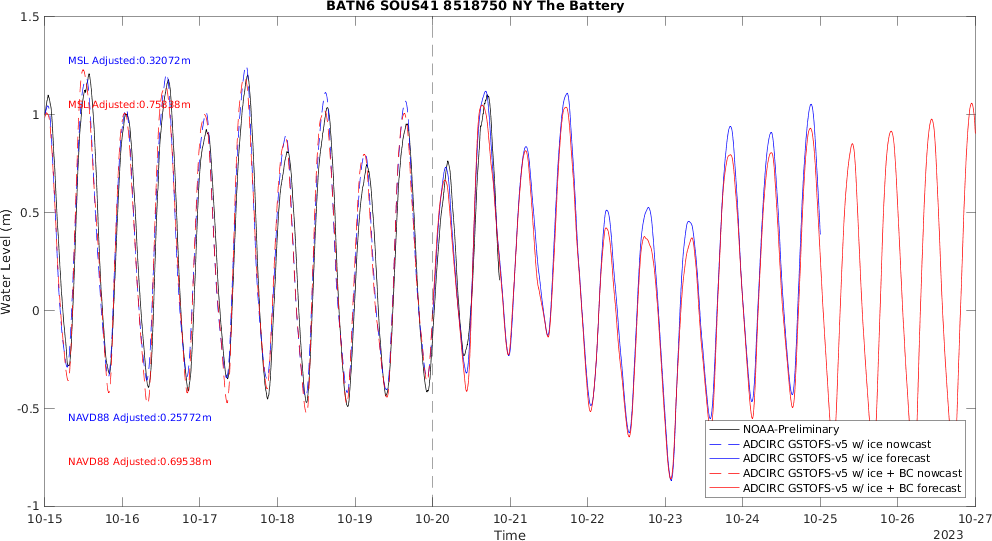 BATN6 SOUS41 8518750 NY The Battery
1.5
1
0.5
0
-0.5
-1
Water Level (m)
MSL Adjusted:0.32072m
MSL Adjusted:0.75838m
NAVD88 Adjusted:0.25772m
NAVD88 Adjusted:0.69538m
NOAA-Preliminary
ADCIRC GSTOFS-v5 w/ ice nowcast
ADCIRC GSTOFS-v5 w/ ice forecast
ADCIRC GSTOFS-v5 w/ ice + BC nowcast
ADCIRC GSTOFS-v5 w/ ice + BC forecast
10-15 10-16 10-17 10-18 10-19 10-20 10-21 10-22 10-23 10-24 10-25 10-26 10-27
Time
2023